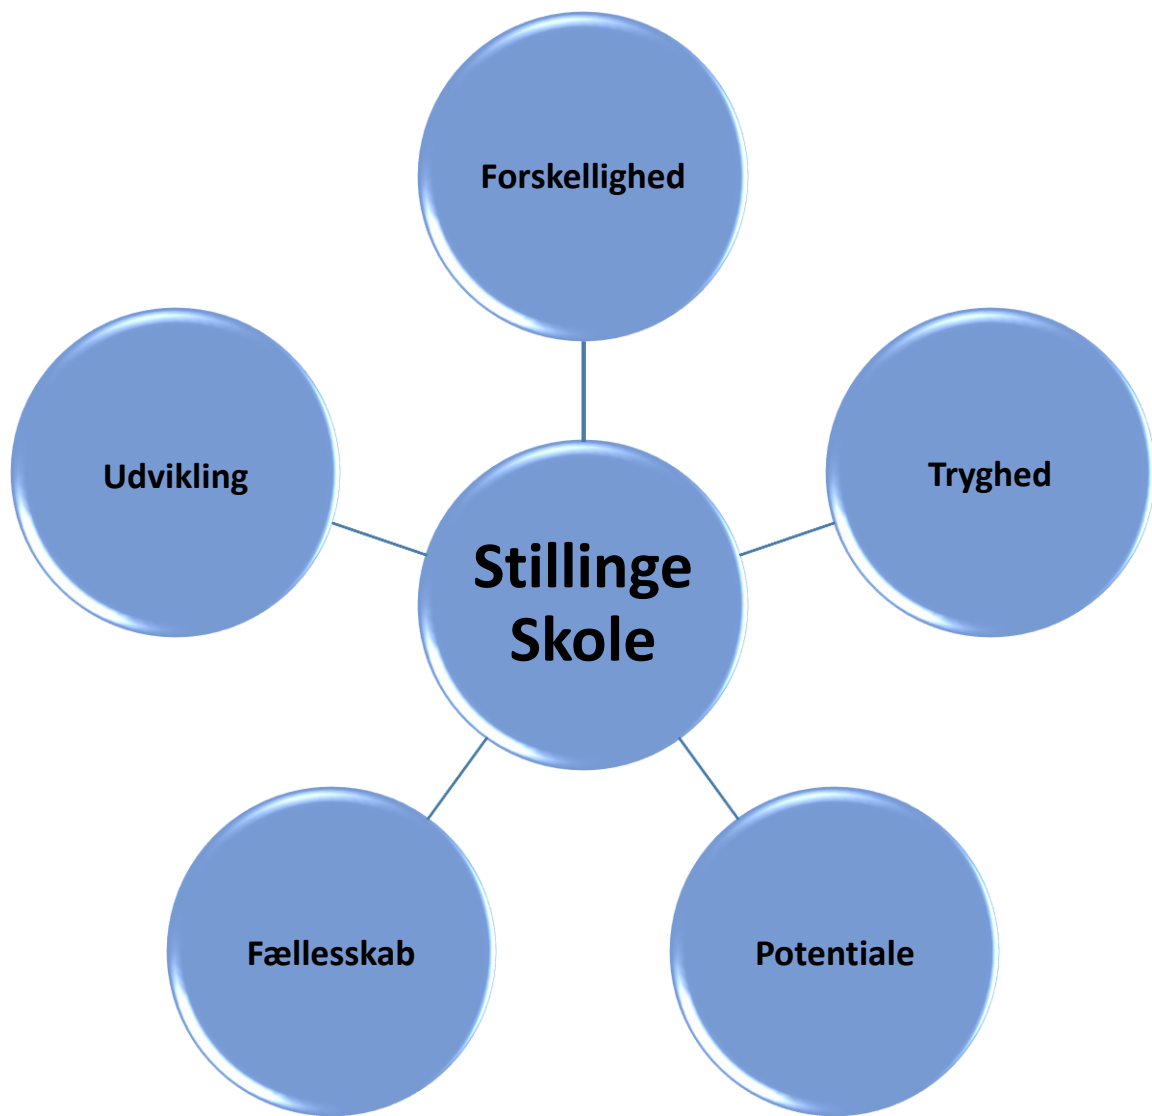 Forskellighed
Udvikling
Tryghed
Stillinge
Skole
Fællesskab
Potentiale